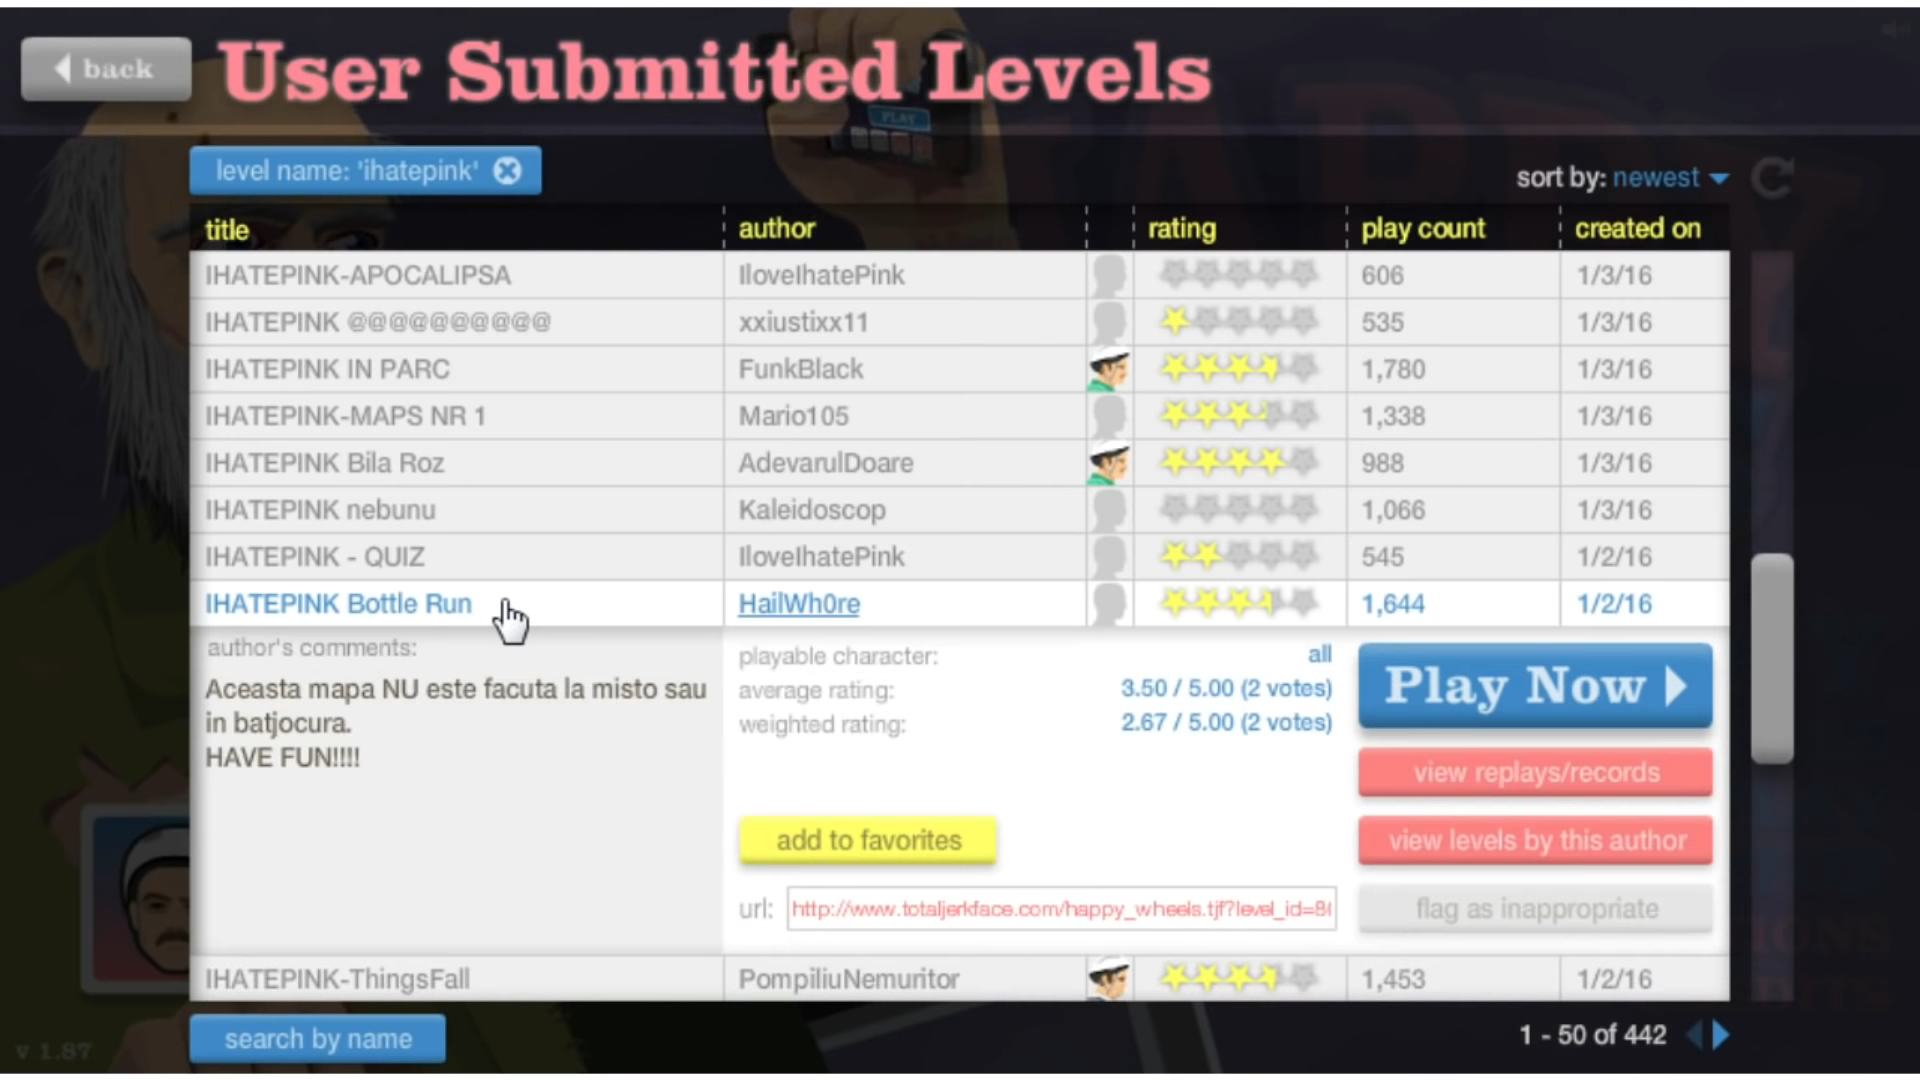 back
User Submitted Levels
level name: 'ihatepink'
sort by: newest
title author rating play count created on
IHATEPINK-APOCALIPSA IloveIhatePink 606 1/3/16
IHATEPINK @@@@@@@@@@ xxiustixx11 535 1/3/16
IHATEPINK IN PARC FunkBlack 1,780 1/3/16
IHATEPINK-MAPS NR 1 Mario105 1,338 1/3/16
IHATEPINK Bila Roz AdevarulDoare 988 1/3/16
IHATEPINK nebunu Kaleidoscop 1,066 1/3/16
IHATEPINK - QUIZ IloveIhatePink 545 1/2/16
IHATEPINK Bottle Run HailWh0re 1,644 1/2/16
author's comments:
Aceasta mapa NU este facuta la misto sau
in batjocura.
HAVE FUN!!!!
playable character: all
average rating: 3.50 / 5.00 (2 votes)
weighted rating: 2.67 / 5.00 (2 votes)
add to favorites
url: http://www.totaljerkface.com/happy_wheels.tjf?level_id=8
Play Now
view replays/records
view levels by this author
flag as inappropriate
IHATEPINK-ThingsFall PompiliuNemuritor 1,453 1/2/16
search by name
1 - 50 of 442
v 1.87
PLAY